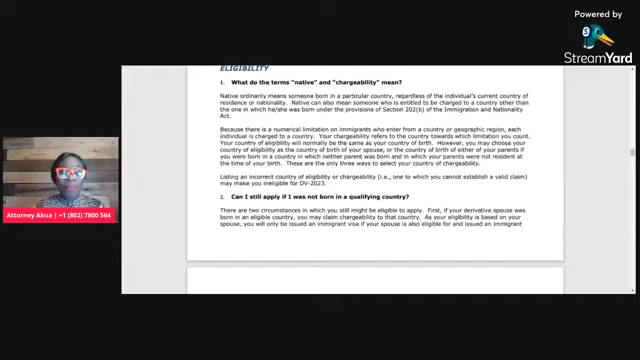 Powered by
StreamYard
ELIGIBILITY
1. What do the terms "native" and "chargeability" mean?
Native ordinarily means someone born in a particular country, regardless of the individual's current country of
residence or nationality. Native can also mean someone who is entitled to be charged to a country other than
the one in which he/she was born under the provisions of Section 202(b) of the Immigration and Nationality
Act.
Because there is a numerical limitation on immigrants who enter from a country or geographic region, each
individual is charged to a country. Your chargeability refers to the country towards which limitation you count.
Your country of eligibility will normally be the same as your country of birth. However, you may choose your
country of eligibility as the country of birth of your spouse, or the country of birth of either of your parents if
you were born in a country in which neither parent was born and in which your parents were not resident at
the time of your birth. These are the only three ways to select your country of chargeability.
Listing an incorrect country of eligibility or chargeability (i.e., one to which you cannot establish a valid claim)
may make you ineligible for DV-2023.
2. Can I still apply if I was not born in a qualifying country?
There are two circumstances in which you still might be eligible to apply. First, if your derivative spouse was
born in an eligible country, you may claim chargeability to that country. As your eligibility is based on your
spouse, you will only be issued an immigrant visa if your spouse is also eligible for and issued an immigrant
Attorney Akua | +1 (802) 7800 564